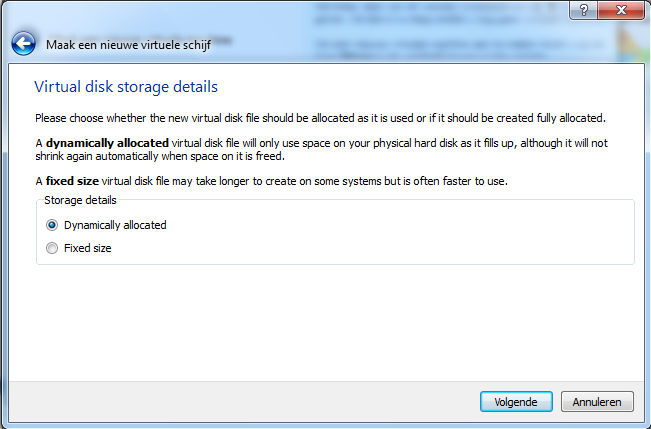 Maak een nieuwe virtuele schijf
Virtual disk storage details
Please choose whether the new virtual disk file should be allocated as it is used or if it should be created fully allocated.
A dynamically allocated virtual disk file will only use space on your physical hard disk as it fills up, although it will not
shrink again automatically when space on it is freed.
A fixed size virtual disk file may take longer to create on some systems but is often faster to use.
Storage details
Dynamically allocated
Fixed size
Volgende
Annuleren